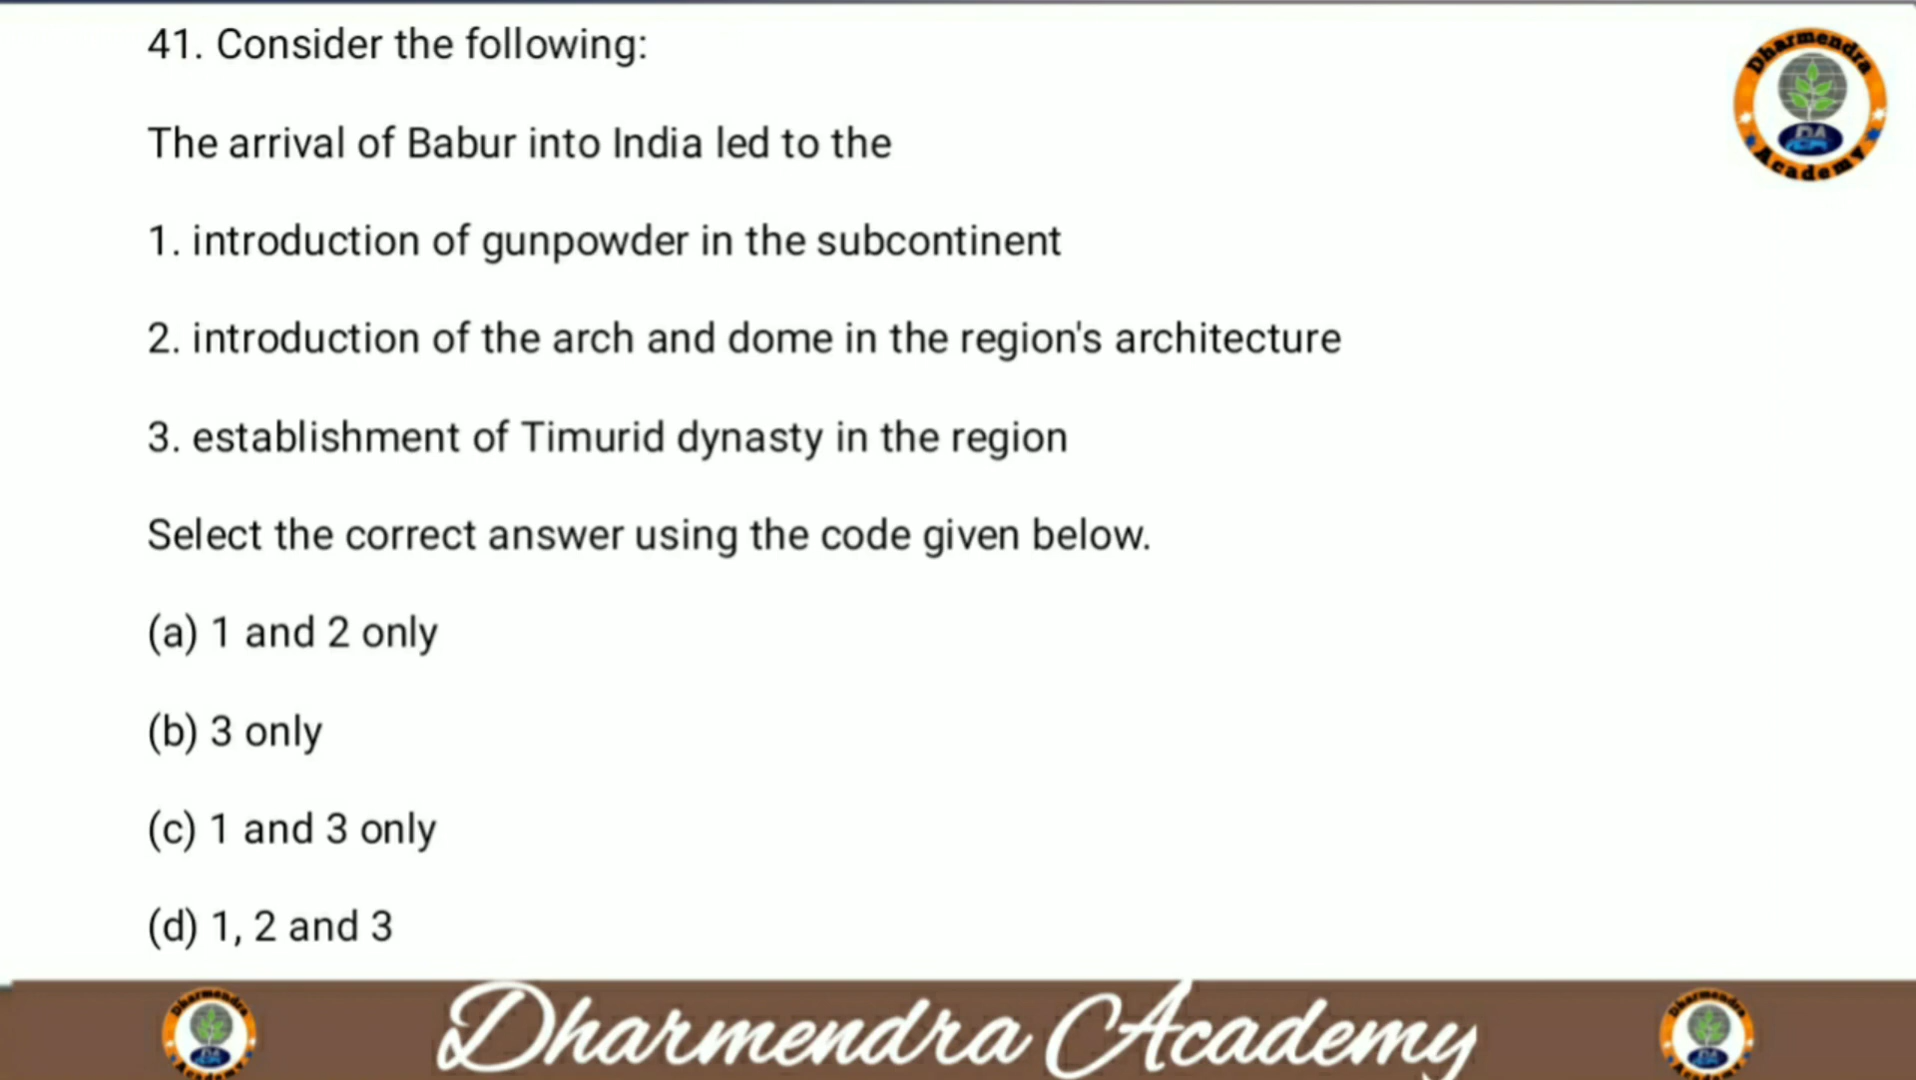 41. Consider the following:
Dharmendra
DA
Academy
The arrival of Babur into India led to the
1. introduction of gunpowder in the subcontinent
2. introduction of the arch and dome in the region's architecture
3. establishment of Timurid dynasty in the region
Select the correct answer using the code given below.
(a) 1 and 2 only
(b) 3 only
(c) 1 and 3 only
(d) 1, 2 and 3
Dharmendra Academy